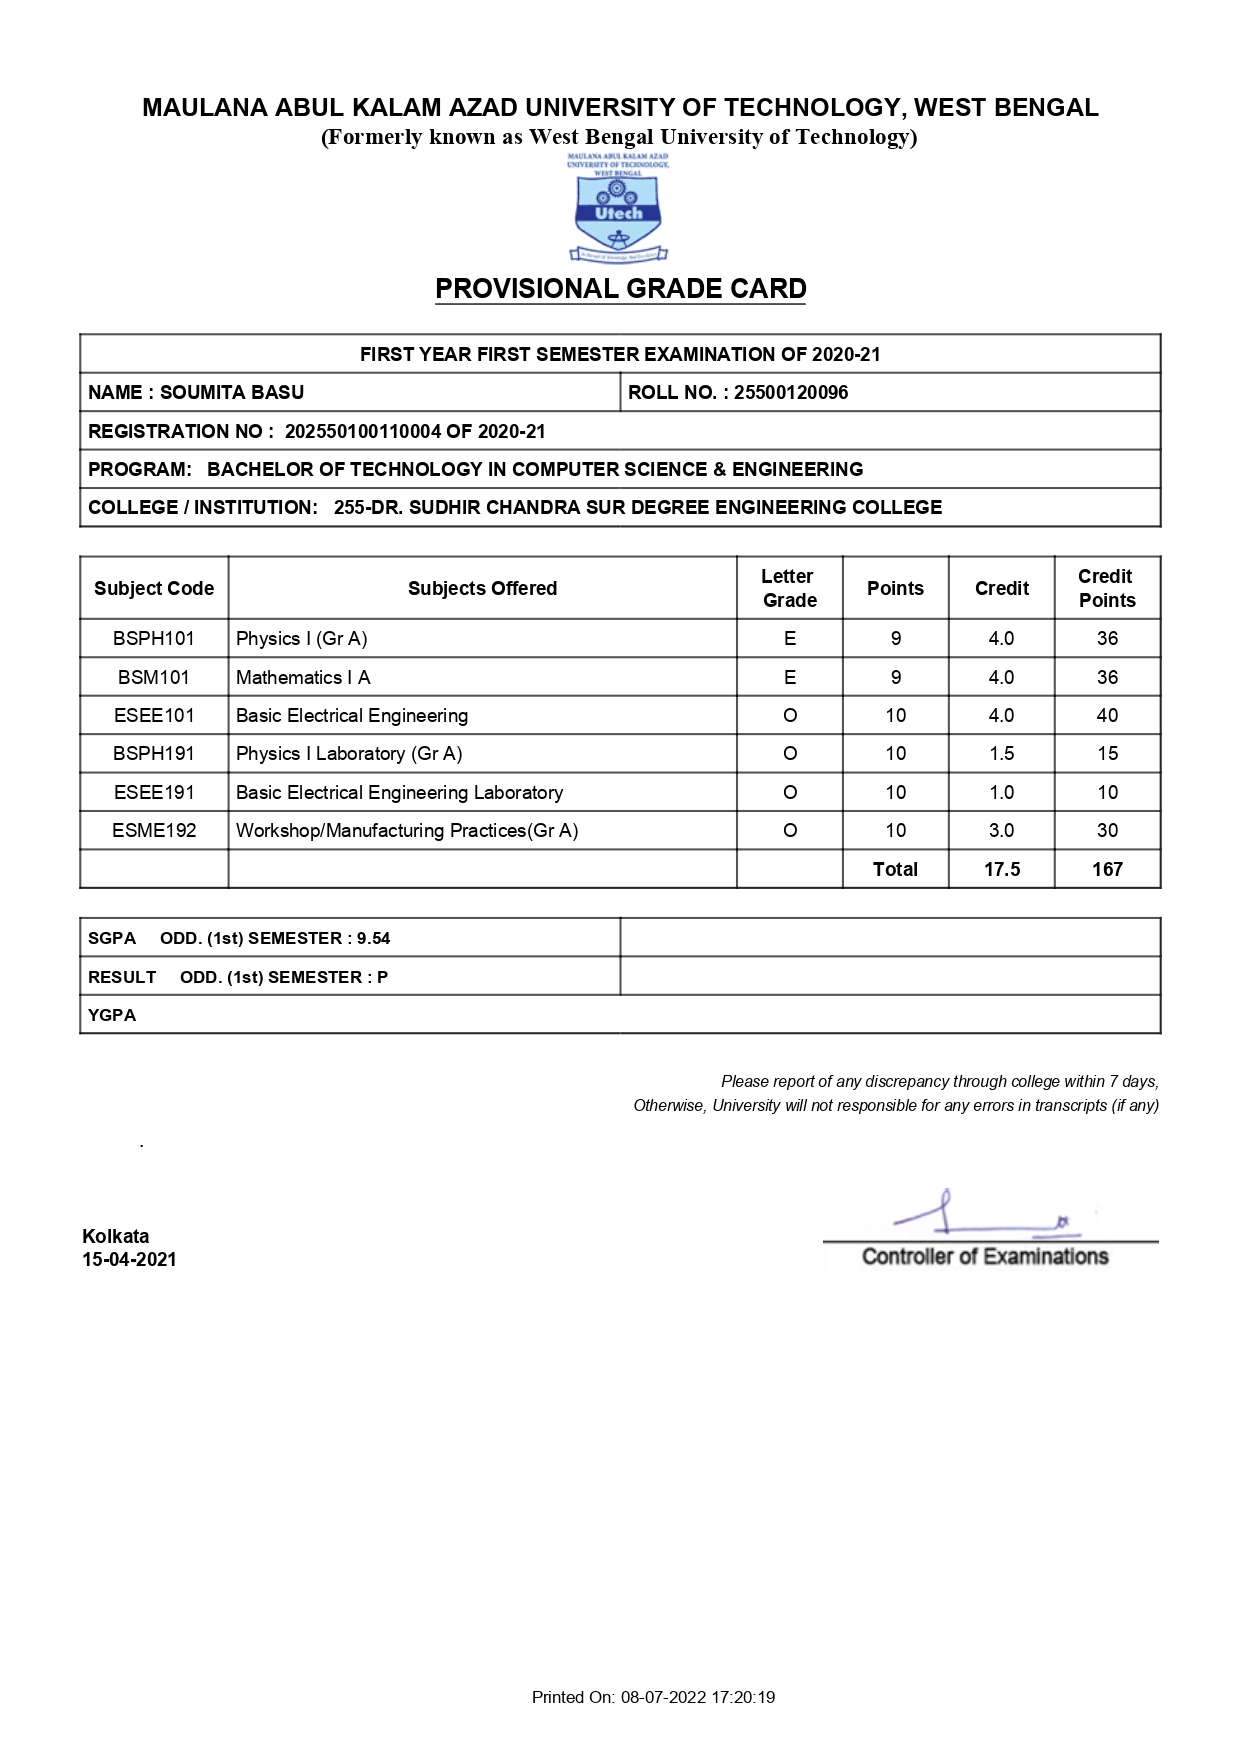 MAULANA ABUL KALAM AZAD UNIVERSITY OF TECHNOLOGY, WEST BENGAL
(Formerly known as West Bengal University of Technology)
MAULANA ABUL KALAM AZAD
UNIVERSITY OF TECHNOLOGY,
WEST BENGAL
Utech
PROVISIONAL GRADE CARD
FIRST YEAR FIRST SEMESTER EXAMINATION OF 2020-21
NAME : SOUMITA BASU ROLL NO. : 25500120096
REGISTRATION NO : 202550100110004 OF 2020-21
PROGRAM: BACHELOR OF TECHNOLOGY IN COMPUTER SCIENCE & ENGINEERING
COLLEGE / INSTITUTION: 255-DR. SUDHIR CHANDRA SUR DEGREE ENGINEERING COLLEGE
Subject Code Subjects Offered Letter Grade Points Credit Credit Points
BSPH101 Physics I (Gr A) E 9 4.0 36
BSM101 Mathematics I A E 9 4.0 36
ESEE101 Basic Electrical Engineering O 10 4.0 40
BSPH191 Physics I Laboratory (Gr A) O 10 1.5 15
ESEE191 Basic Electrical Engineering Laboratory O 10 1.0 10
ESME192 Workshop/Manufacturing Practices(Gr A) O 10 3.0 30
Total 17.5 167
SGPA ODD. (1st) SEMESTER : 9.54
RESULT ODD. (1st) SEMESTER : P
YGPA
Please report of any discrepancy through college within 7 days,
Otherwise, University will not responsible for any errors in transcripts (if any)
.
Kolkata
15-04-2021
Controller of Examinations
Printed On: 08-07-2022 17:20:19